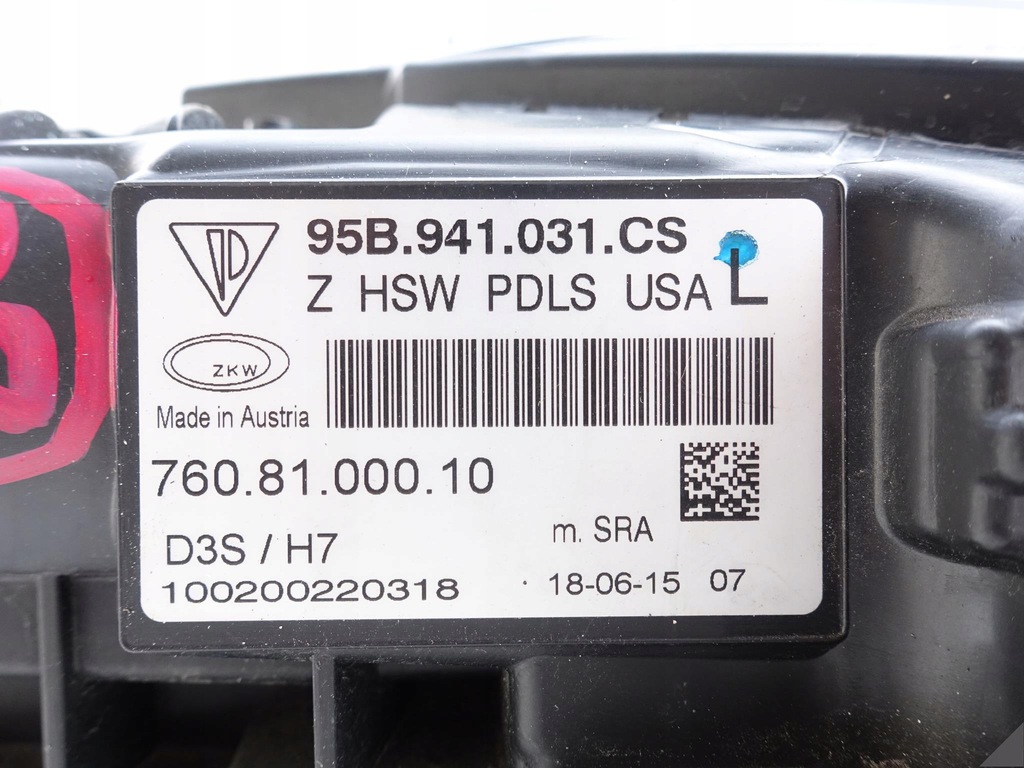 95B.941.031.CS
Z HSW PDLS USA L
ZKW
Made in Austria
760.81.000.10
m. SRA
D3S / H7
100200220318
18-06-15 07